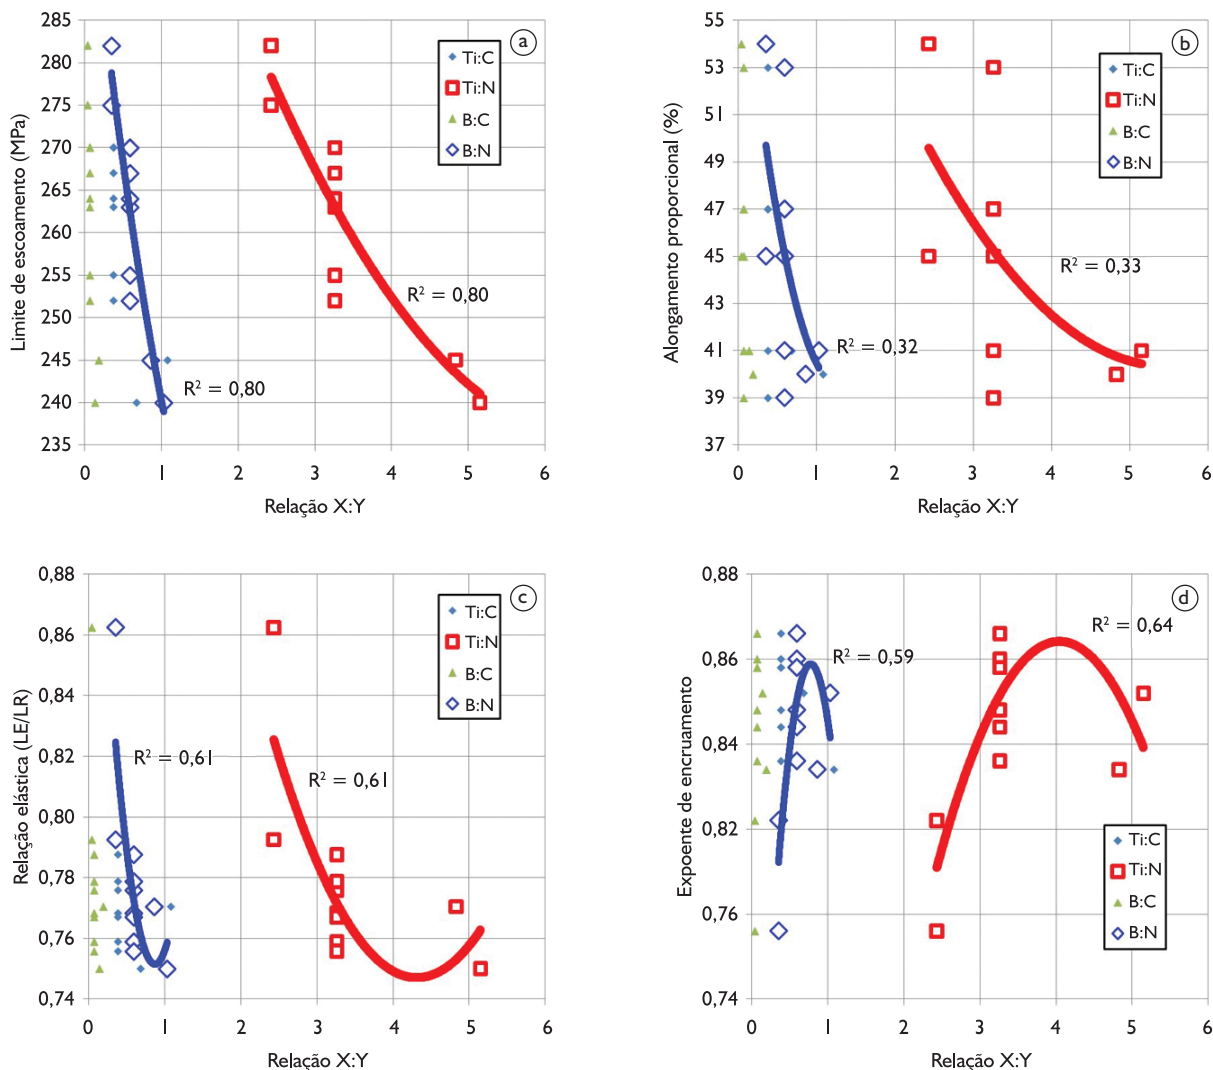 285
280
275
270
265
260
255
250
245
240
235
Limite de escoamento (MPa)
a
Ti:C
Ti:N
B:C
B:N
R² = 0,80
R² = 0,80
0 1 2 3 4 5 6
Relação X:Y
55
53
51
49
47
45
43
41
39
37
Alongamento proporcional (%)
b
Ti:C
Ti:N
B:C
B:N
R² = 0,33
R² = 0,32
0 1 2 3 4 5 6
Relação X:Y
0,88
0,86
0,84
0,82
0,80
0,78
0,76
0,74
Relação elástica (LE/LR)
c
Ti:C
Ti:N
B:C
B:N
R² = 0,61
R² = 0,61
0 1 2 3 4 5 6
Relação X:Y
0,88
0,86
0,84
0,82
0,76
0,74
Expoente de encruamento
d
R² = 0,64
R² = 0,59
Ti:C
Ti:N
B:C
B:N
0 1 2 3 4 5 6
Relação X:Y